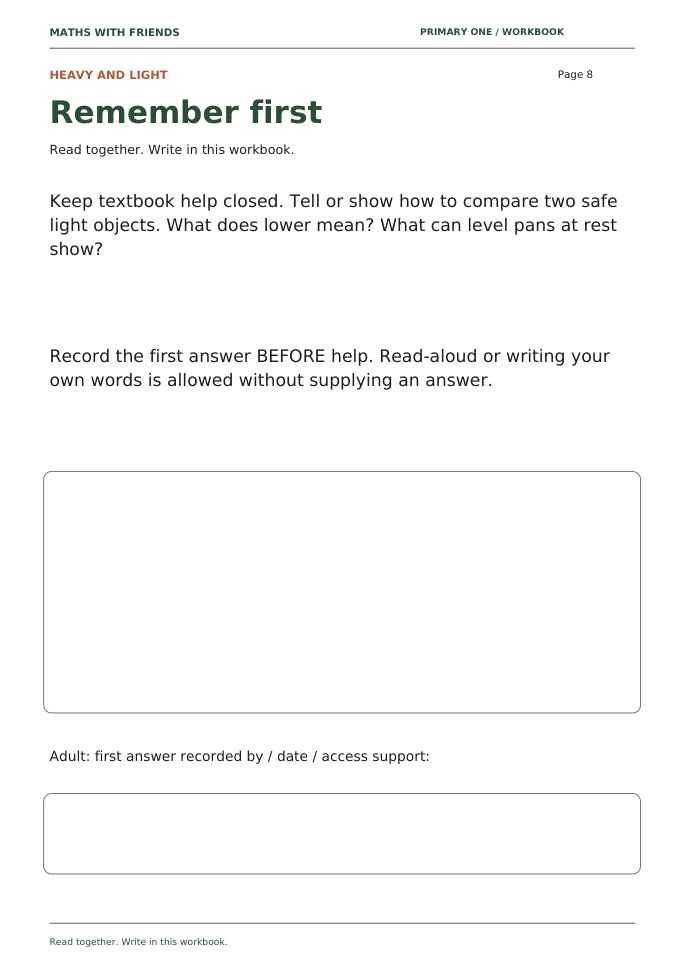 MATHS WITH FRIENDS
PRIMARY ONE / WORKBOOK
HEAVY AND LIGHT
Page 8
Remember first
Read together. Write in this workbook.
Keep textbook help closed. Tell or show how to compare two safe
light objects. What does lower mean? What can level pans at rest
show?
Record the first answer BEFORE help. Read-aloud or writing your
own words is allowed without supplying an answer.
Adult: first answer recorded by / date / access support:
Read together. Write in this workbook.